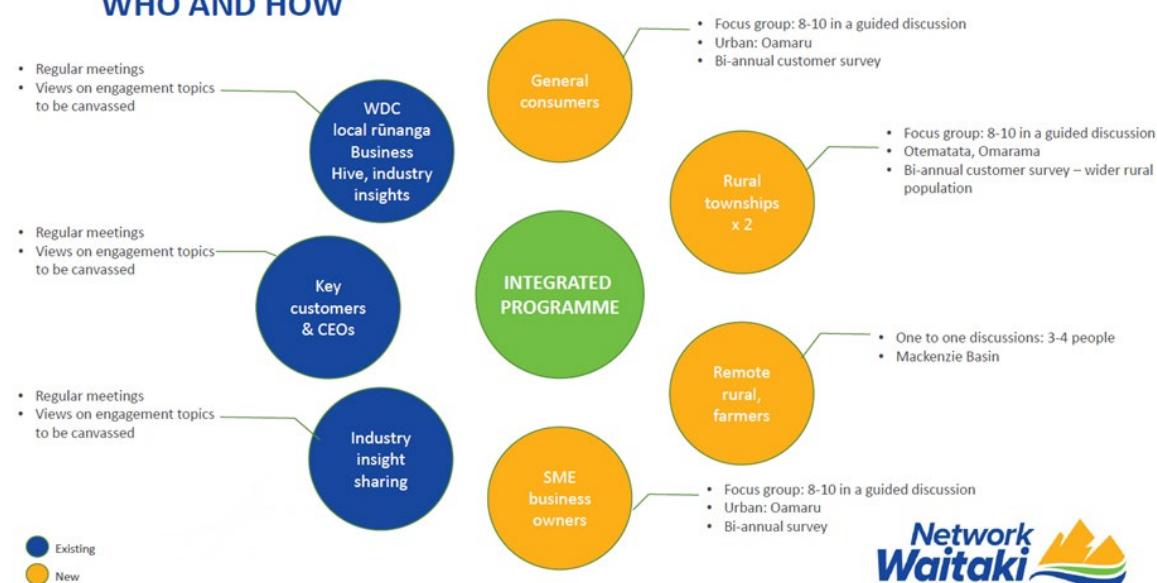 WHO AND HOW
• Regular meetings
• Views on engagement topics
to be canvassed
WDC
local rūnanga
Business
Hive, industry
insights
General
consumers
• Focus group: 8-10 in a guided discussion
• Urban: Oamaru
• Bi-annual customer survey
Rural
townships
x 2
• Focus group: 8-10 in a guided discussion
• Otematata, Omarama
• Bi-annual customer survey – wider rural
population
• Regular meetings
• Views on engagement topics
to be canvassed
Key
customers
& CEOs
INTEGRATED
PROGRAMME
Remote
rural,
farmers
• One to one discussions: 3-4 people
• Mackenzie Basin
• Regular meetings
• Views on engagement topics
to be canvassed
Industry
insight
sharing
SME
business
owners
• Focus group: 8-10 in a guided discussion
• Urban: Oamaru
• Bi-annual survey
Existing
New
Network
Waitaki